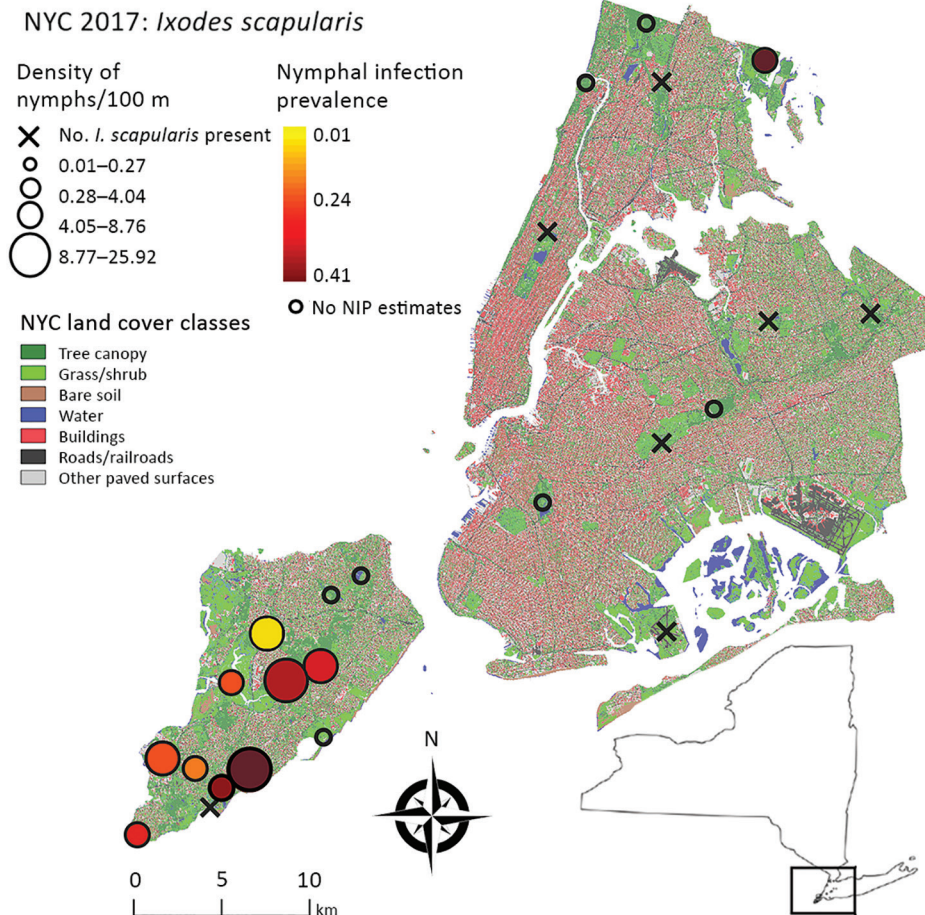 NYC 2017: Ixodes scapularis
Density of
nymphs/100 m
No. I. scapularis present
0.01–0.27
0.28–4.04
4.05–8.76
8.77–25.92
Nymphal infection
prevalence
0.01
0.24
0.41
No NIP estimates
NYC land cover classes
Tree canopy
Grass/shrub
Bare soil
Water
Buildings
Roads/railroads
Other paved surfaces
N
0 5 10
km